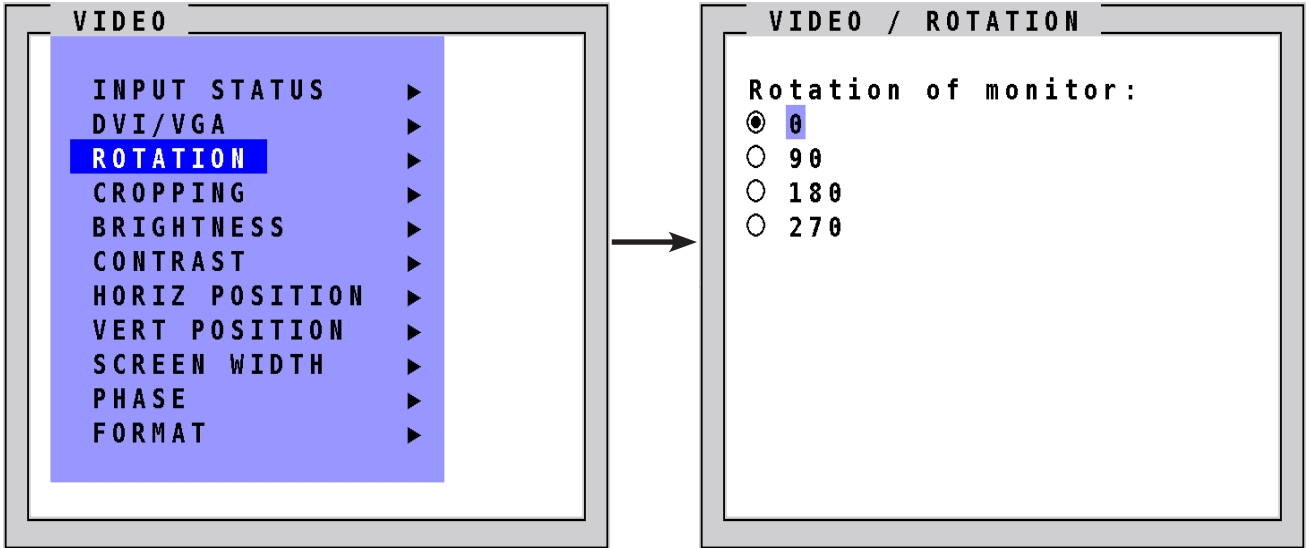 VIDEO
INPUT STATUS
DVI/VGA
ROTATION
CROPPING
BRIGHTNESS
CONTRAST
HORIZ POSITION
VERT POSITION
SCREEN WIDTH
PHASE
FORMAT
VIDEO / ROTATION
Rotation of monitor:
0
90
180
270